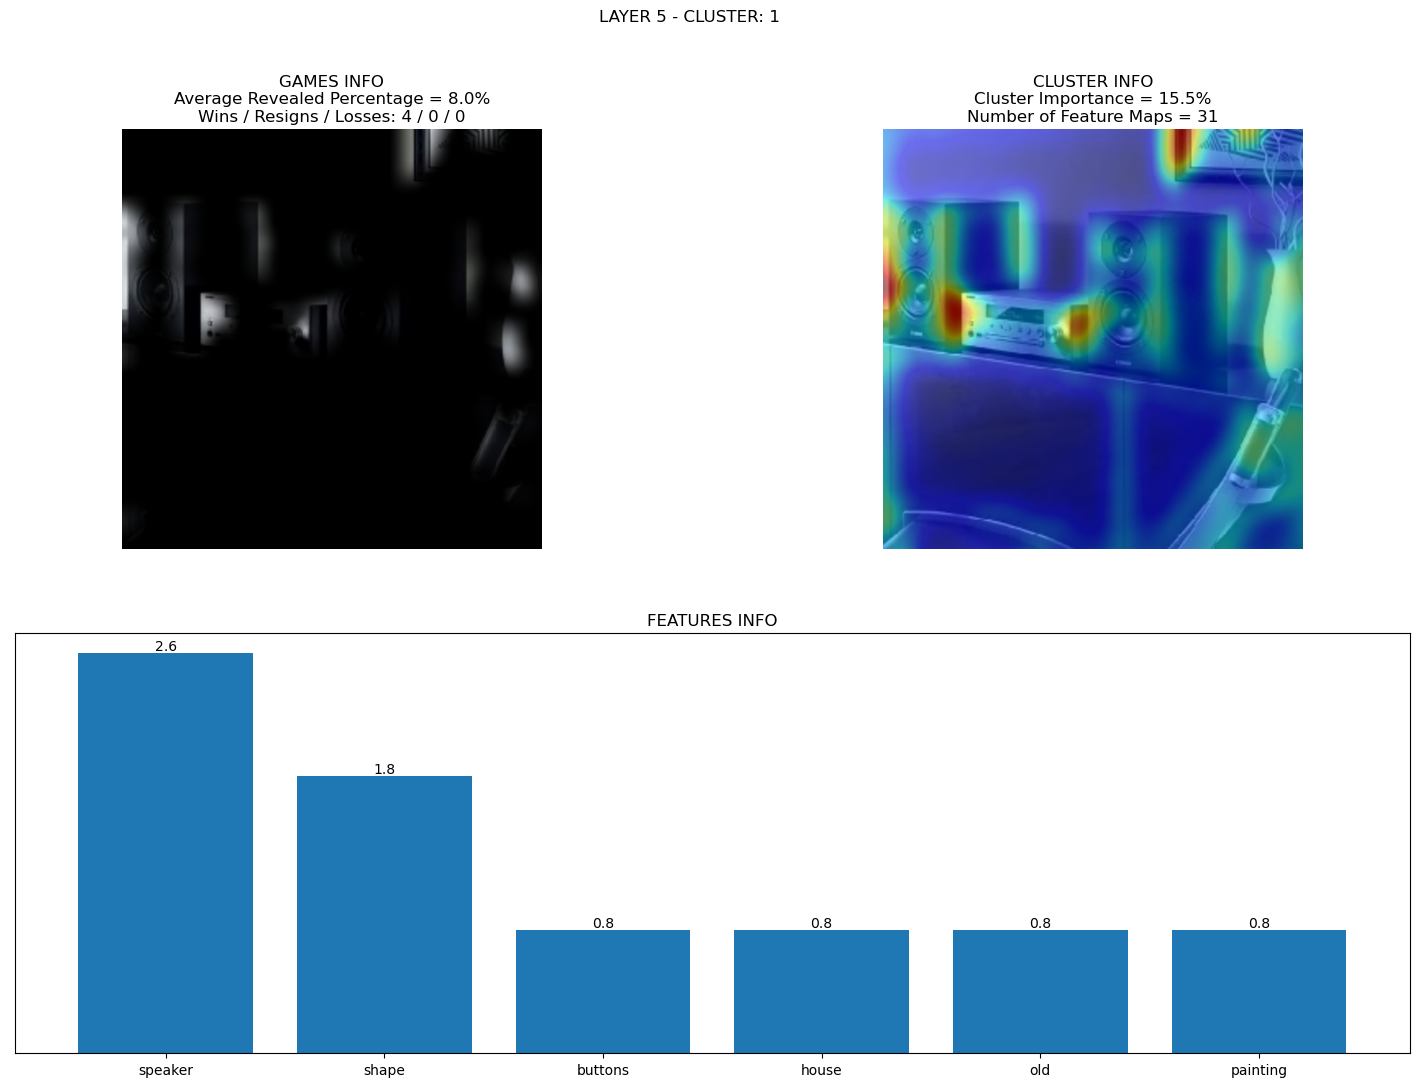 LAYER 5 - CLUSTER: 1
GAMES INFO
Average Revealed Percentage = 8.0%
Wins / Resigns / Losses: 4 / 0 / 0
CLUSTER INFO
Cluster Importance = 15.5%
Number of Feature Maps = 31
FEATURES INFO
2.6
1.8
0.8
0.8
0.8
0.8
speaker
shape
buttons
house
old
painting